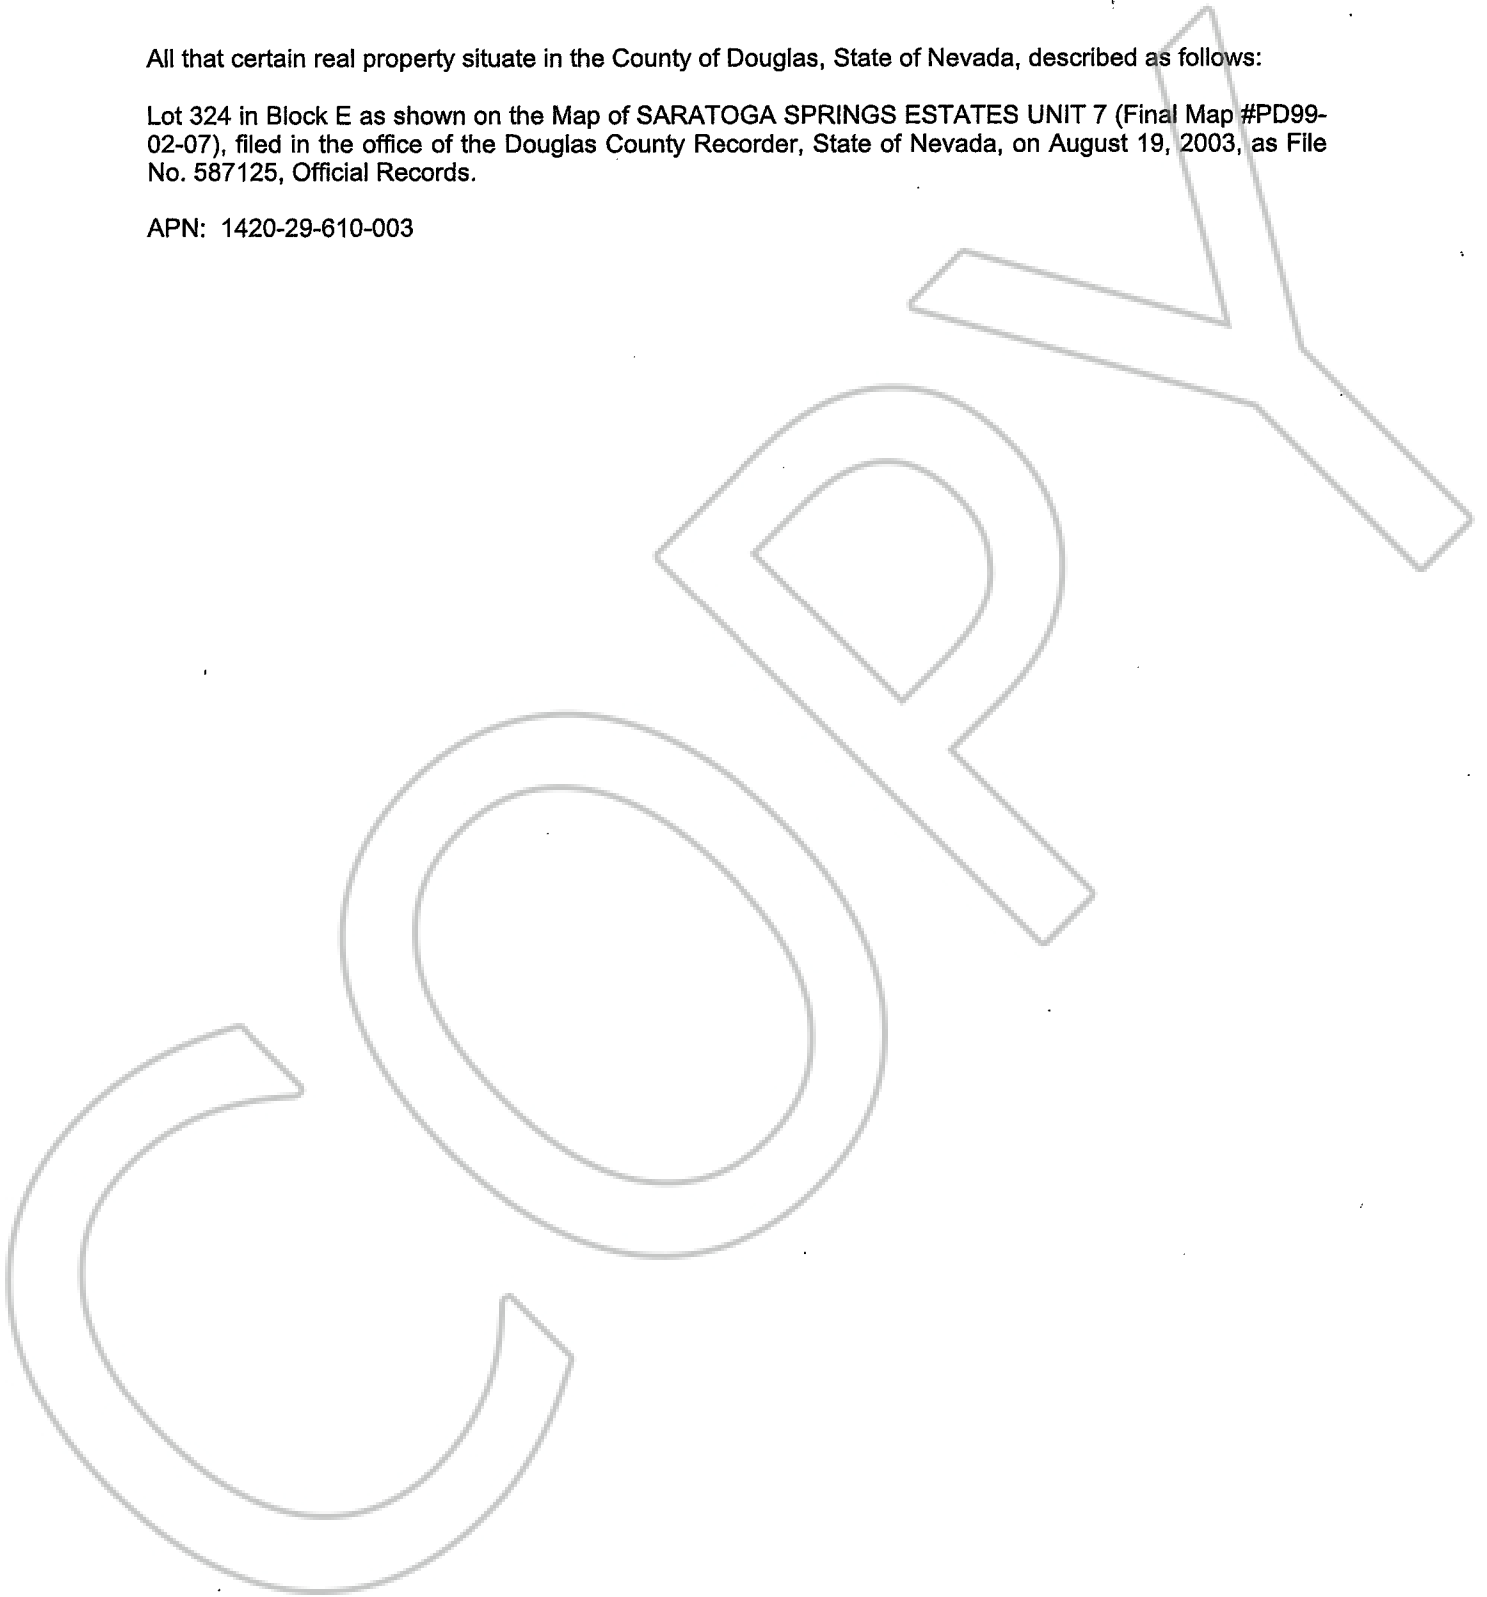 All that certain real property situate in the County of Douglas, State of Nevada, described as follows:
Lot 324 in Block E as shown on the Map of SARATOGA SPRINGS ESTATES UNIT 7 (Final Map #PD99-
02-07), filed in the office of the Douglas County Recorder, State of Nevada, on August 19, 2003, as File
No. 587125, Official Records.
APN: 1420-29-610-003
COPY